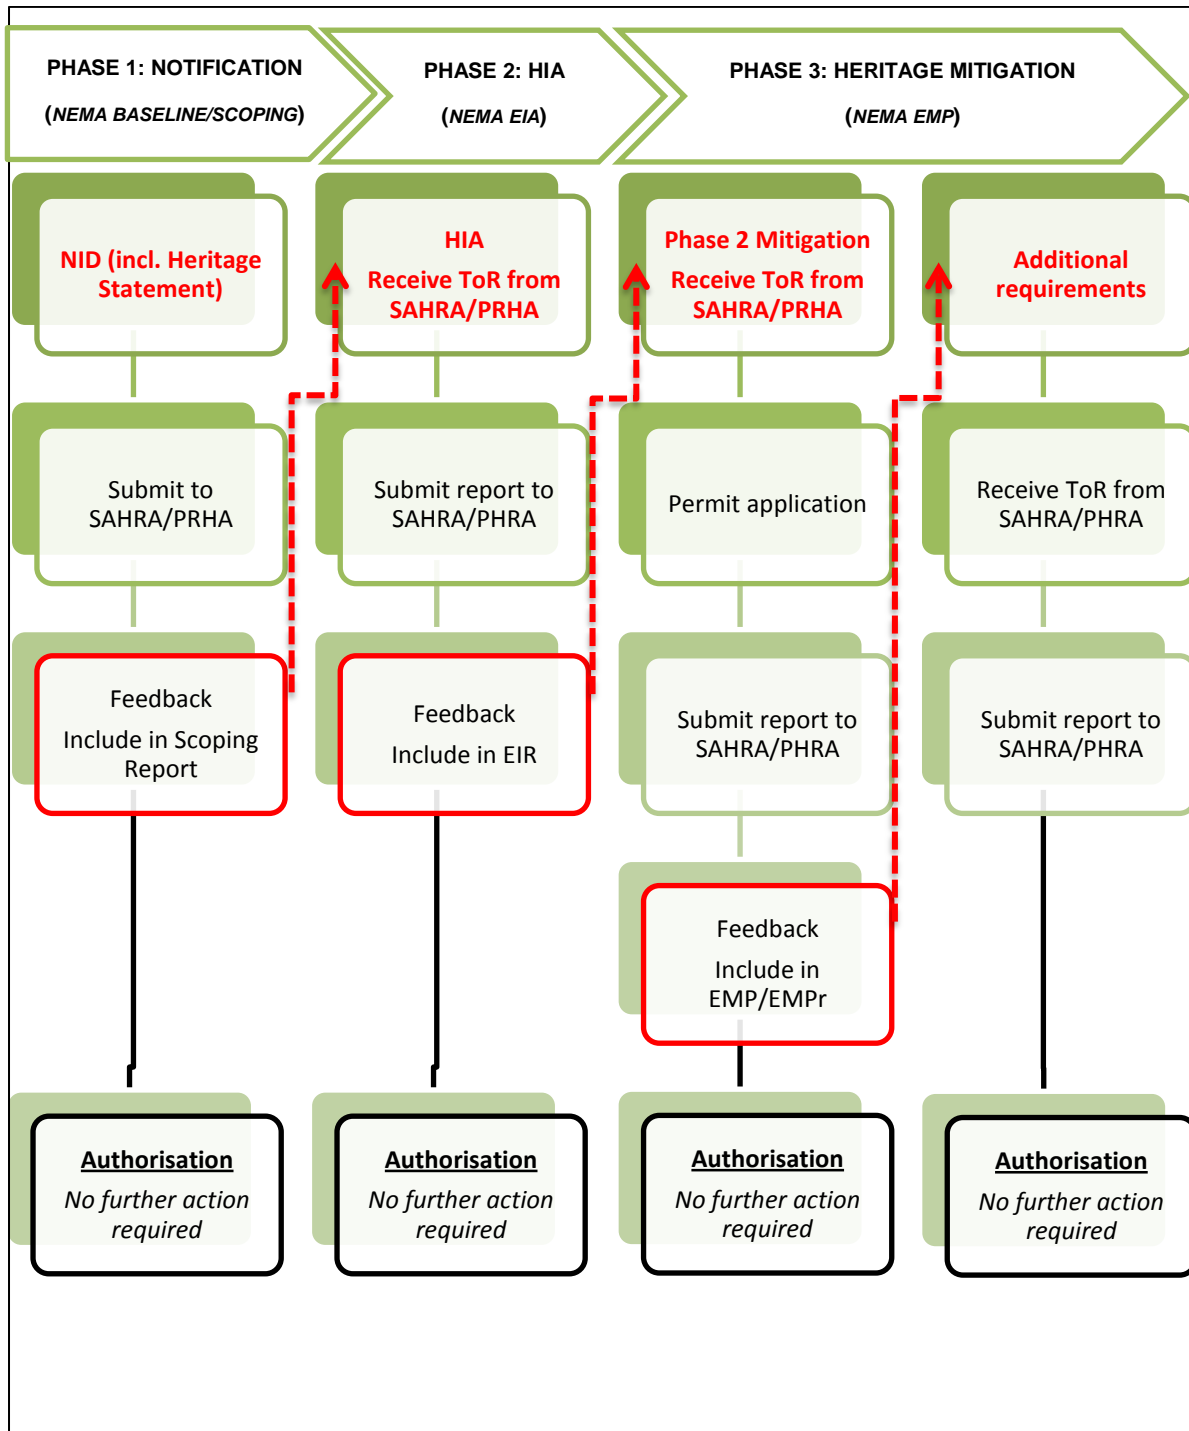 PHASE 1: NOTIFICATION
(NEMA BASELINE/SCOPING)
PHASE 2: HIA
(NEMA EIA)
PHASE 3: HERITAGE MITIGATION
(NEMA EMP)
NID (incl. Heritage
Statement)
Submit to
SAHRA/PRHA
Feedback
Include in Scoping
Report
Authorisation
No further action
required
HIA
Receive ToR from
SAHRA/PRHA
Submit report to
SAHRA/PHRA
Feedback
Include in EIR
Authorisation
No further action
required
Phase 2 Mitigation
Receive ToR from
SAHRA/PRHA
Permit application
Submit report to
SAHRA/PHRA
Feedback
Include in
EMP/EMPr
Authorisation
No further action
required
Additional
requirements
Receive ToR from
SAHRA/PHRA
Submit report to
SAHRA/PHRA
Authorisation
No further action
required